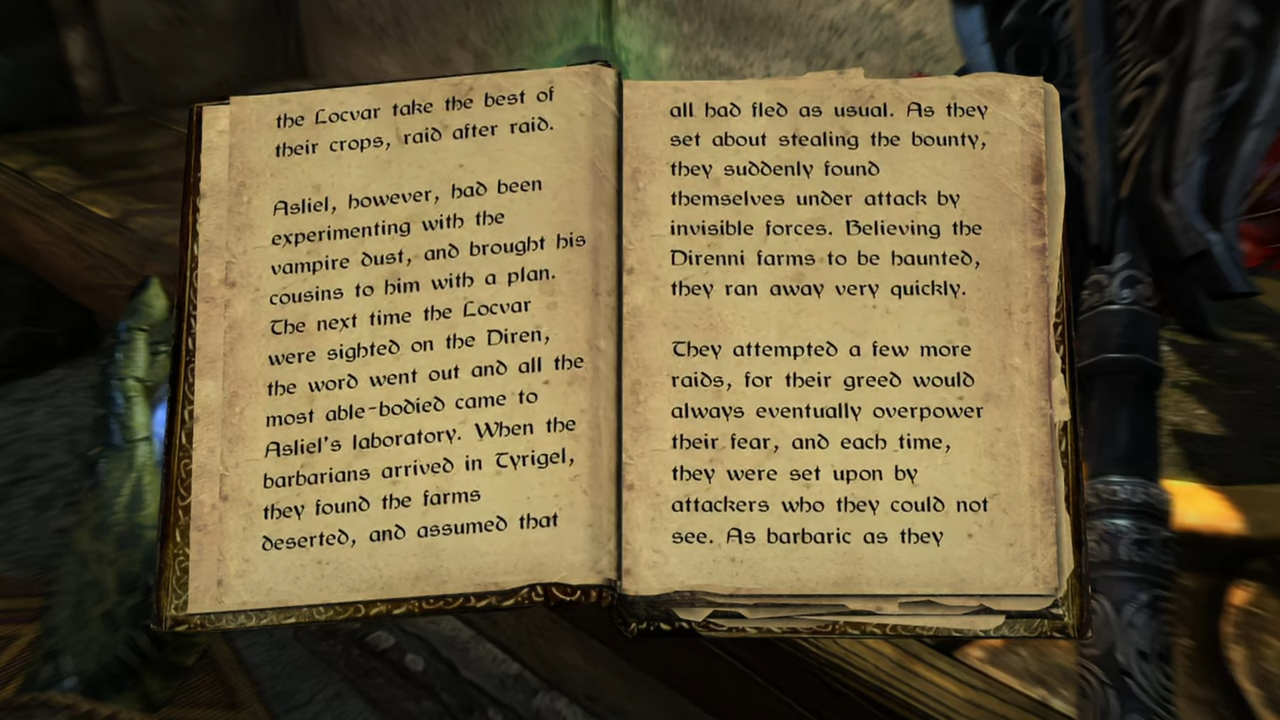 the Locvar take the best of
their crops, raid after raid.
Asliel, however, had been
experimenting with the
vampire dust, and brought his
cousins to him with a plan.
The next time the Locvar
were sighted on the Diren,
the word went out and all the
most able-bodied came to
Asliel's laboratory. When the
barbarians arrived in Tyrigel,
they found the farms
deserted, and assumed that
all had fled as usual. As they
set about stealing the bounty,
they suddenly found
themselves under attack by
invisible forces. Believing the
Direnni farms to be haunted,
they ran away very quickly.
They attempted a few more
raids, for their greed would
always eventually overpower
their fear, and each time,
they were set upon by
attackers who they could not
see. As barbaric as they